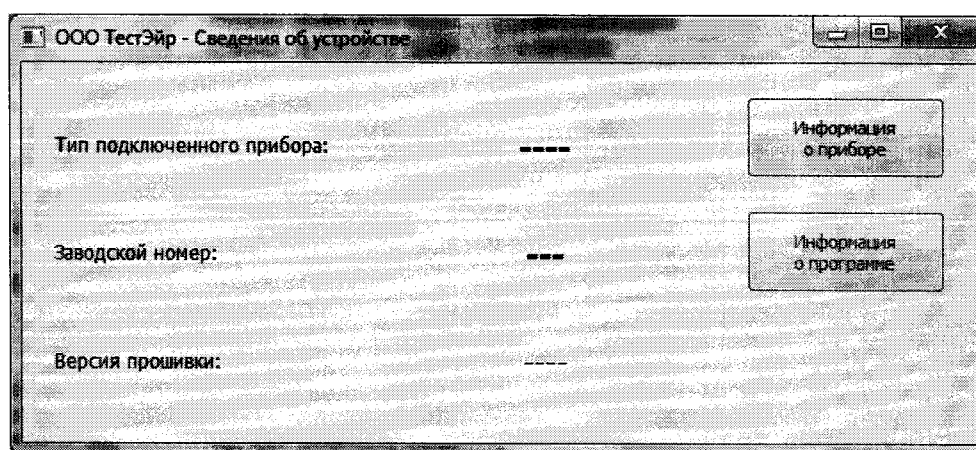 ООО ТестЭйр - Сведения об устройстве
Тип подключенного прибора: ----
Информация
о приборе
Заводской номер: ---
Информация
о программе
Версия прошивки: ----